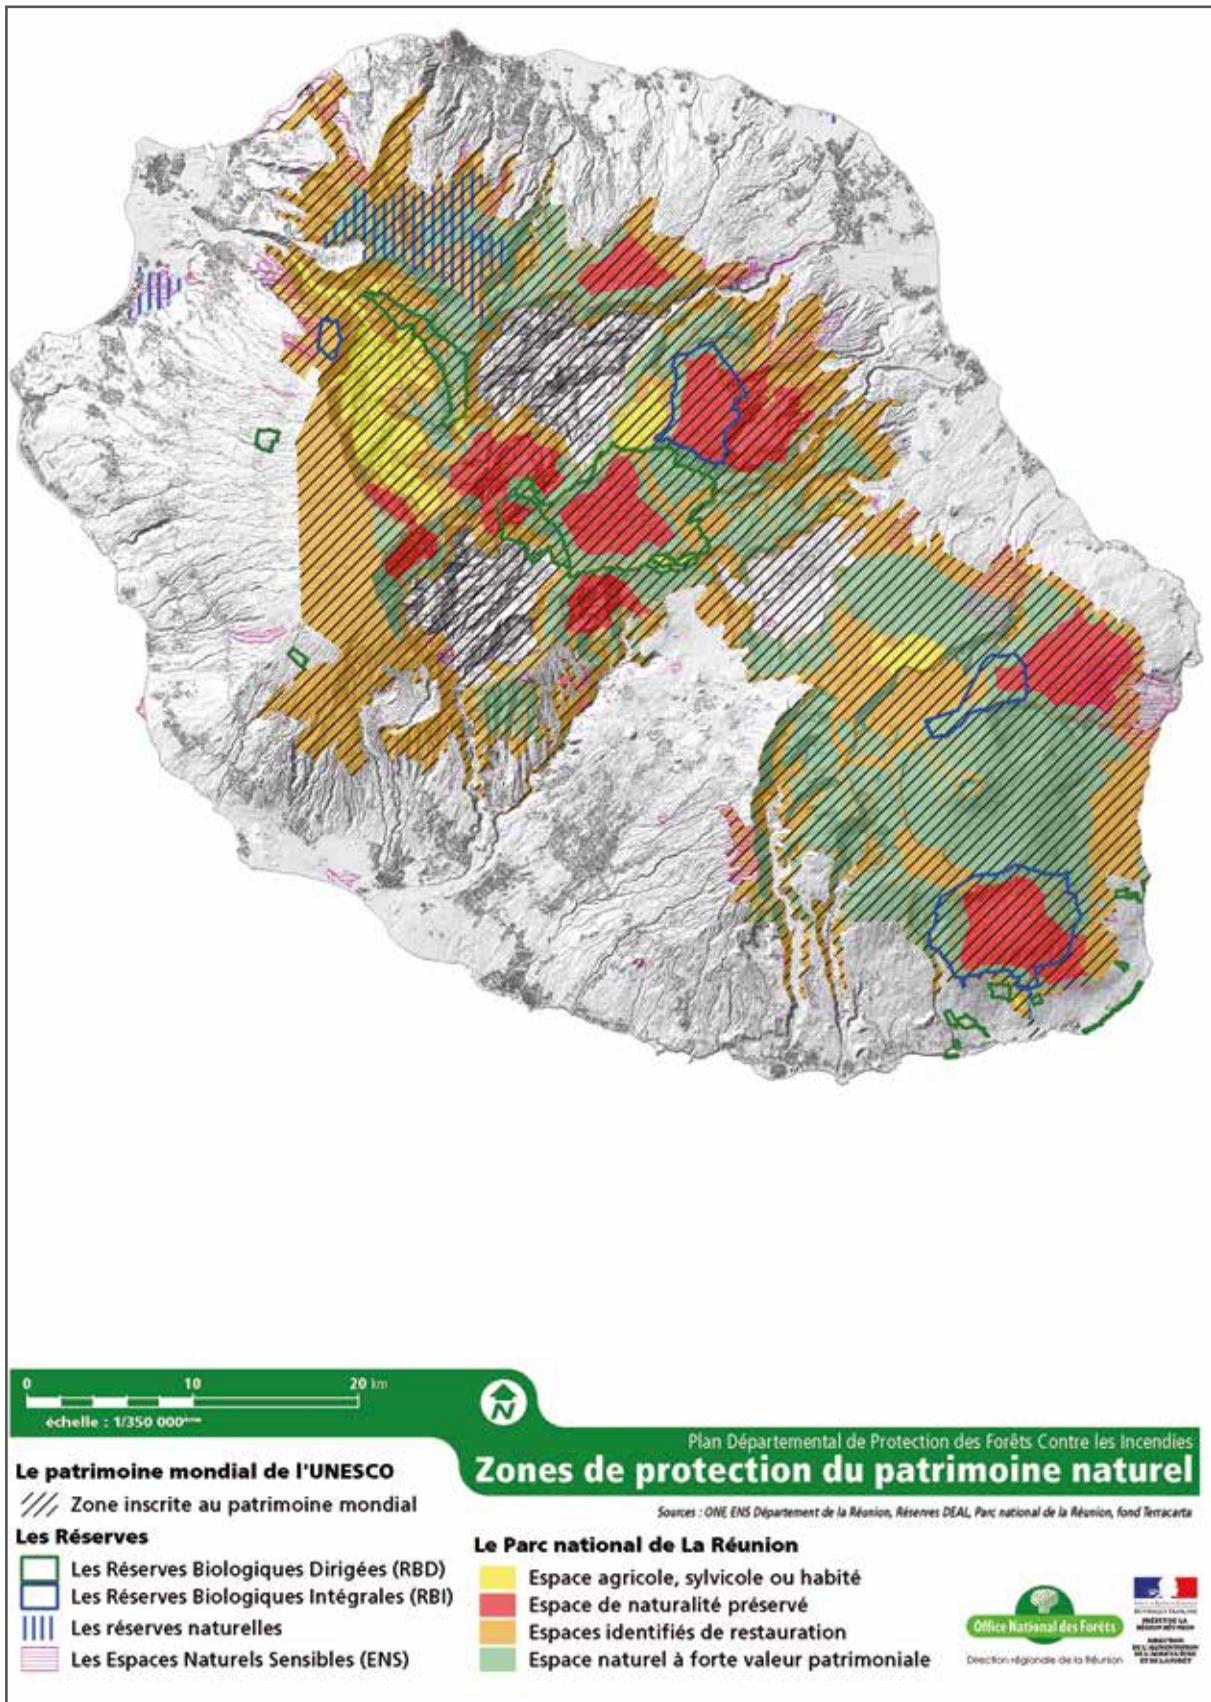 0 10 20 km
échelle : 1/350 000ème
N
Plan Départemental de Protection des Forêts Contre les Incendies
Zones de protection du patrimoine naturel
Sources : ONF, ENS Département de la Réunion, Réserves DEAL, Parc national de la Réunion, fond Terracarta
Le patrimoine mondial de l'UNESCO
Zone inscrite au patrimoine mondial
Les Réserves
Les Réserves Biologiques Dirigées (RBD)
Les Réserves Biologiques Intégrales (RBI)
Les réserves naturelles
Les Espaces Naturels Sensibles (ENS)
Le Parc national de La Réunion
Espace agricole, sylvicole ou habité
Espace de naturalité préservé
Espaces identifiés de restauration
Espace naturel à forte valeur patrimoniale
Office National des Forêts
Direction régionale de la Réunion